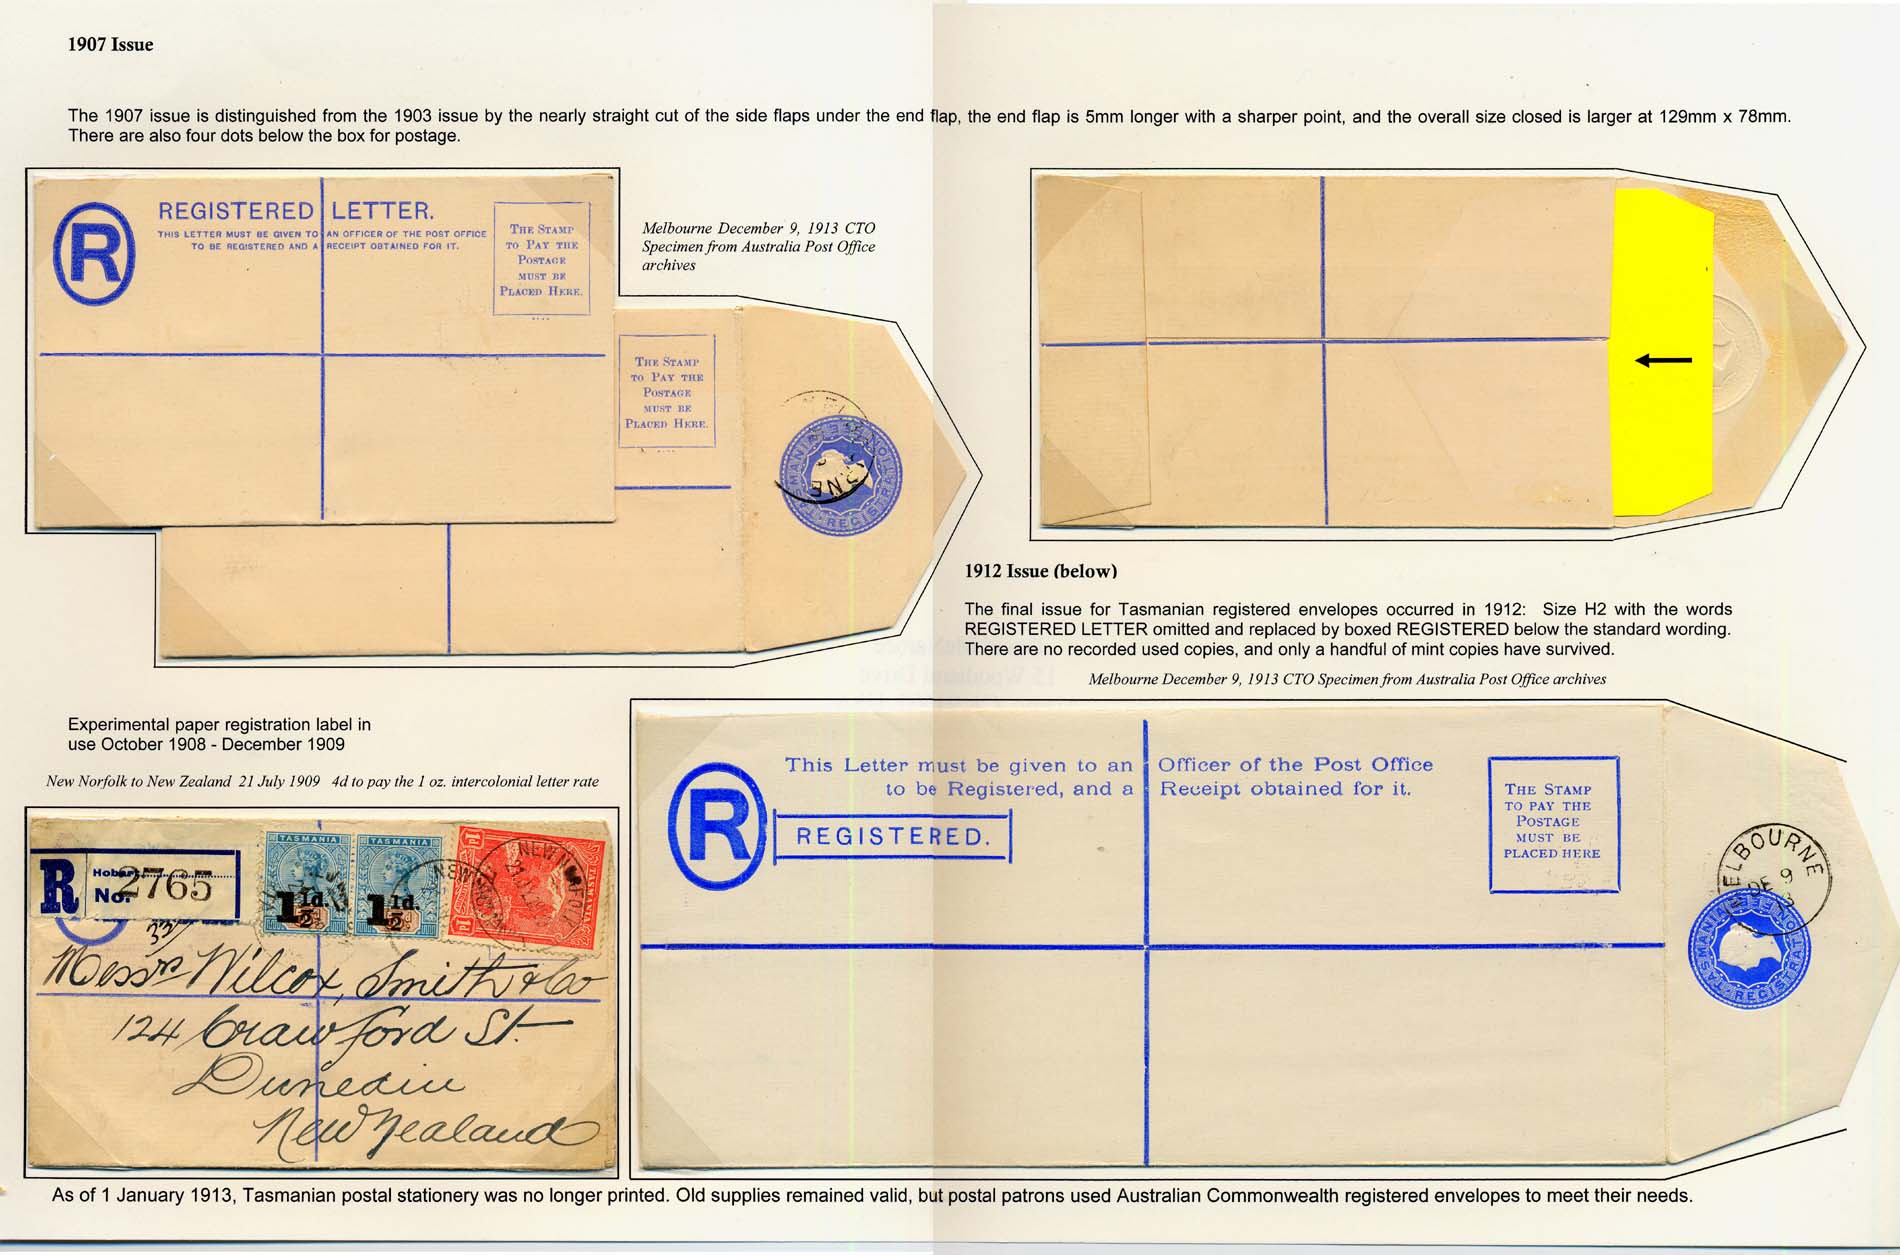 1907 Issue
The 1907 issue is distinguished from the 1903 issue by the nearly straight cut of the side flaps under the end flap, the end flap is 5mm longer with a sharper point, and the overall size closed is larger at 129mm x 78mm.
There are also four dots below the box for postage.
R
REGISTERED LETTER.
THIS LETTER MUST BE GIVEN TO AN OFFICER OF THE POST OFFICE
TO BE REGISTERED AND A RECEIPT OBTAINED FOR IT.
THE STAMP
TO PAY THE
POSTAGE
MUST BE
PLACED HERE.
Melbourne December 9, 1913 CTO
Specimen from Australia Post Office
archives
THE STAMP
TO PAY THE
POSTAGE
MUST BE
PLACED HERE.
1912 Issue (below)
The final issue for Tasmanian registered envelopes occurred in 1912: Size H2 with the words
REGISTERED LETTER omitted and replaced by boxed REGISTERED below the standard wording.
There are no recorded used copies, and only a handful of mint copies have survived.
Melbourne December 9, 1913 CTO Specimen from Australia Post Office archives
Experimental paper registration label in
use October 1908 - December 1909
New Norfolk to New Zealand 21 July 1909 4d to pay the 1 oz. intercolonial letter rate
R
Hobart
No. 2765
TASMANIA
1½d.
TASMANIA
1½d.
TASMANIA
1d
1d
NEW NORFOLK
Messrs Wilcox, Smith & Co
124 Crawford St.
Dunedin
New Zealand
R
This Letter must be given to an Officer of the Post Office
to be Registered, and a Receipt obtained for it.
REGISTERED.
THE STAMP
TO PAY THE
POSTAGE
MUST BE
PLACED HERE
MELBOURNE
DE 9
13
TASMANIA
REGISTRATION FEE
As of 1 January 1913, Tasmanian postal stationery was no longer printed. Old supplies remained valid, but postal patrons used Australian Commonwealth registered envelopes to meet their needs.